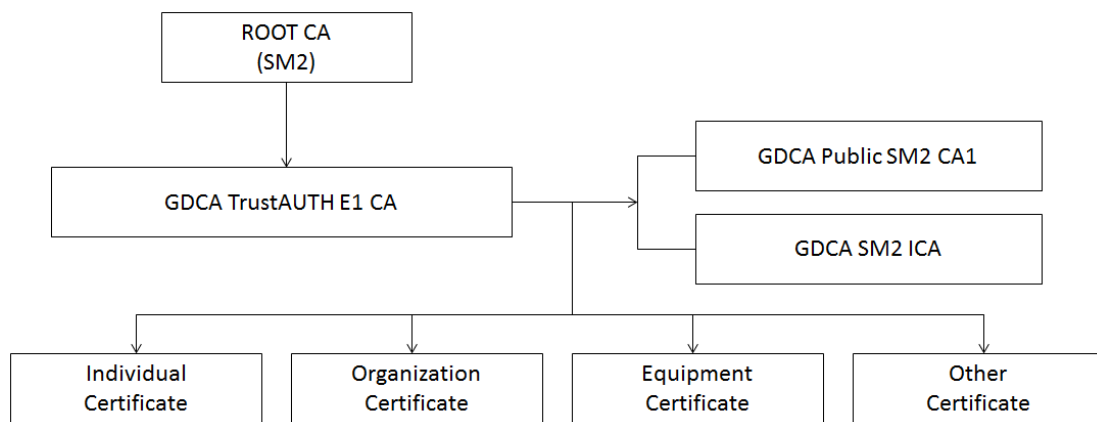 ROOT CA
(SM2)
GDCA Public SM2 CA1
GDCA TrustAUTH E1 CA
GDCA SM2 ICA
Individual
Certificate
Organization
Certificate
Equipment
Certificate
Other
Certificate